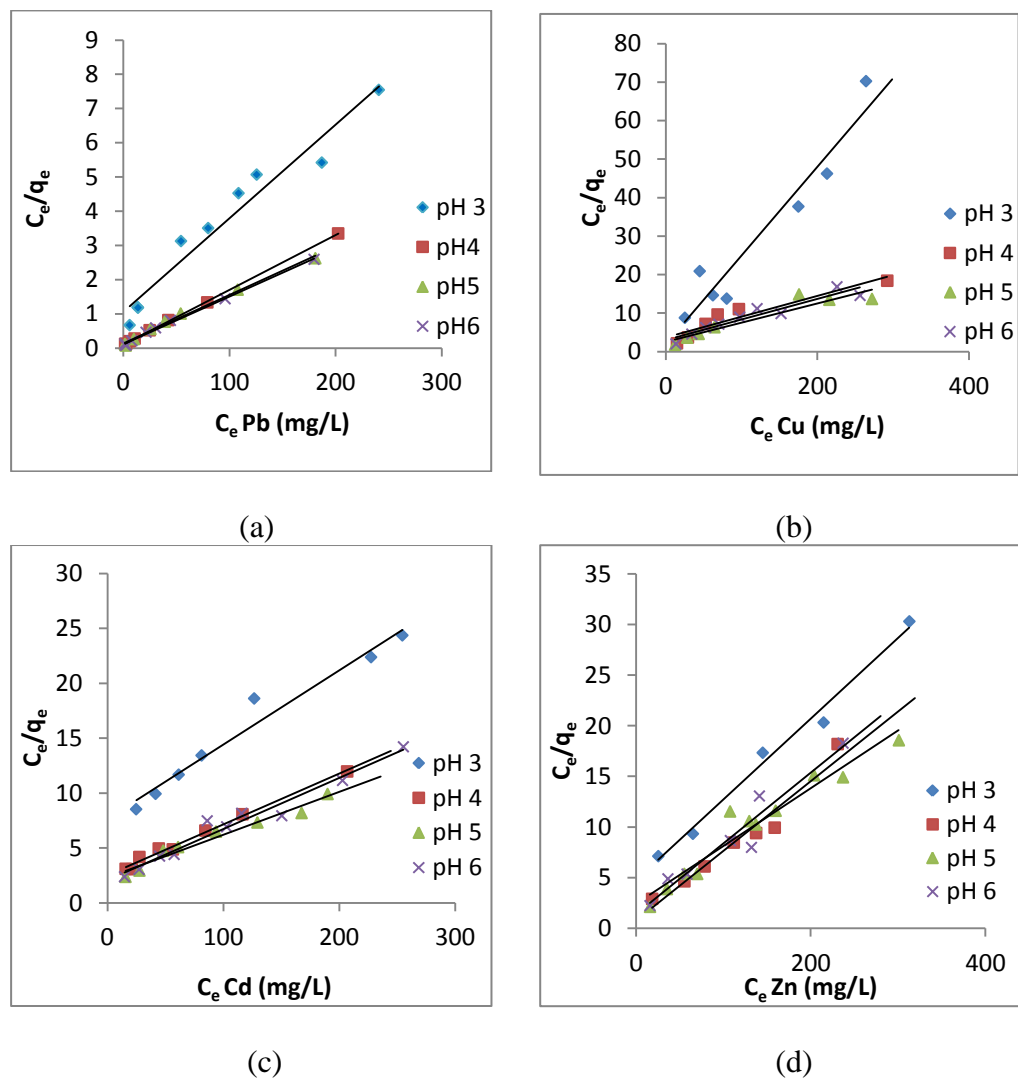 9
8
7
6
5
4
3
2
1
0
Ce/qe
0 100 200 300
Ce Pb (mg/L)
pH 3
pH4
pH5
pH6
(a)
80
70
60
50
40
30
20
10
0
Ce/qe
0 200 400
Ce Cu (mg/L)
pH 3
pH 4
pH 5
pH 6
(b)
30
25
20
15
10
5
0
Ce/qe
0 100 200 300
Ce Cd (mg/L)
pH 3
pH 4
pH 5
pH 6
(c)
35
30
25
20
15
10
5
0
Ce/qe
0 200 400
Ce Zn (mg/L)
pH 3
pH 4
pH 5
pH 6
(d)